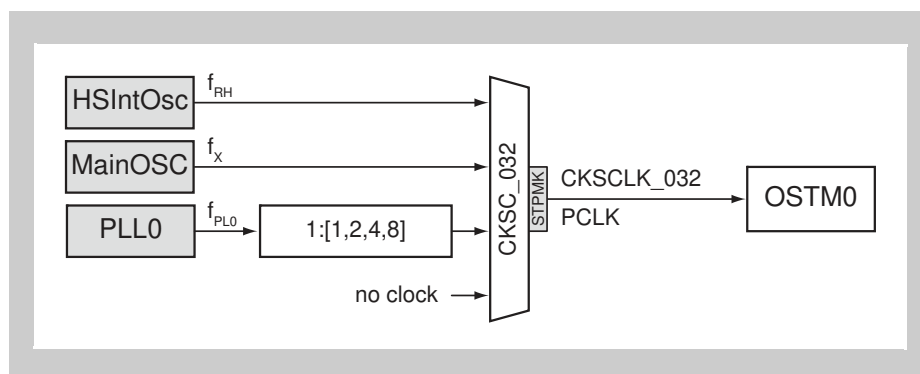 HSIntOsc
f_RH
MainOSC
f_X
PLL0
f_PL0
1:[1,2,4,8]
no clock
CKSC_032
STPMK
CKSCLK_032
PCLK
OSTM0